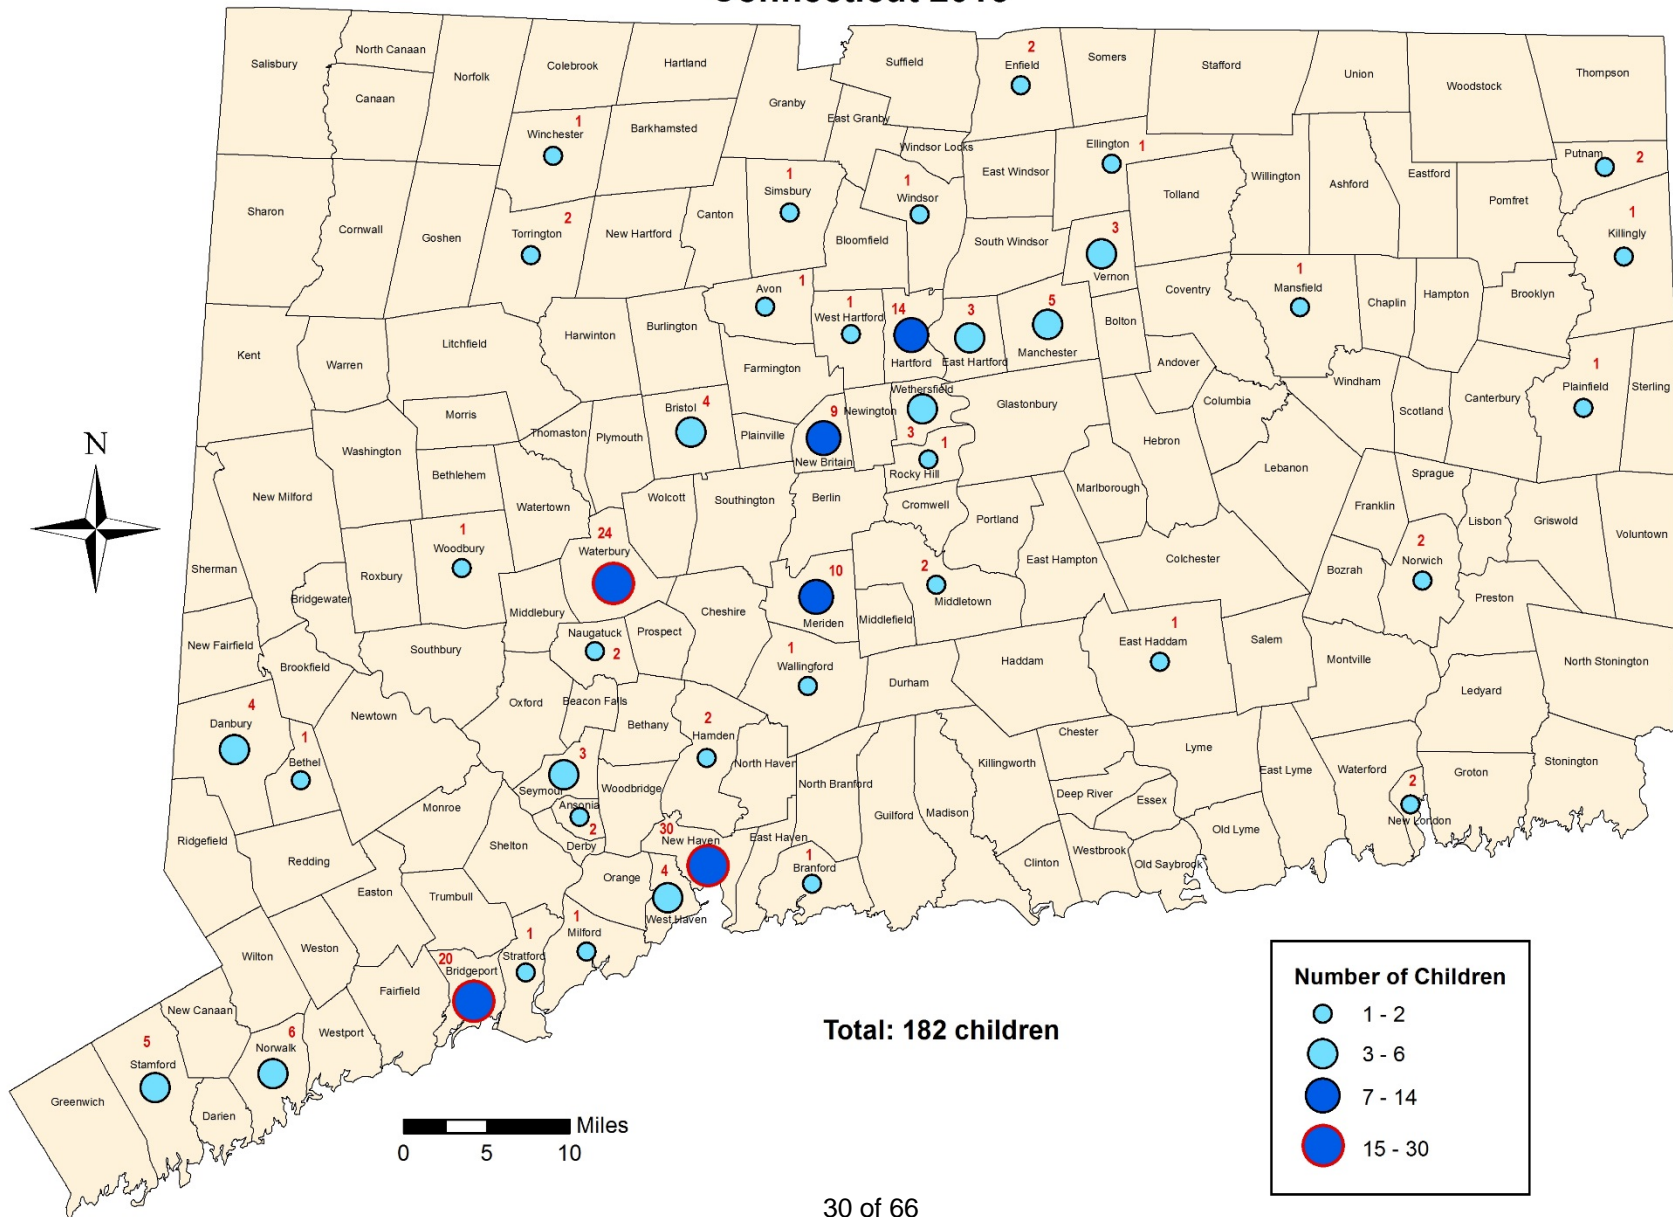 Salisbury
North Canaan
Canaan
Norfolk
Colebrook
Hartland
Granby
Suffield
East Granby
Windsor Locks
2
Enfield
Somers
Stafford
Union
Woodstock
Thompson
1
Winchester
Barkhamsted
1
Simsbury
1
Windsor
East Windsor
Ellington 1
Tolland
Willington
Ashford
Eastford
Pomfret
Putnam 2
1
Killingly
Sharon
Cornwall
Goshen
2
Torrington
New Hartford
Canton
Bloomfield
South Windsor
3
Vernon
Coventry
1
Mansfield
Chaplin
Hampton
Brooklyn
Kent
Warren
Litchfield
Harwinton
Burlington
1
Avon
Farmington
1
West Hartford
14
Hartford
3
East Hartford
5
Manchester
Bolton
Andover
Columbia
Windham
Scotland
Canterbury
1
Plainfield
Sterling
Morris
Washington
Bethlehem
Thomaston
Plymouth
Bristol 4
Plainville
9
New Britain
Newington
Wethersfield
3
1
Rocky Hill
Glastonbury
Hebron
Marlborough
Lebanon
Sprague
Franklin
Lisbon
Griswold
Voluntown
New Milford
Watertown
Wolcott
Southington
Berlin
Cromwell
Portland
East Hampton
Colchester
Bozrah
2
Norwich
Preston
Sherman
Bridgewater
Roxbury
1
Woodbury
24
Waterbury
Middlebury
Cheshire
10
Meriden
2
Middletown
Middlefield
N
New Fairfield
Brookfield
Southbury
Naugatuck
2
Prospect
1
Wallingford
Durham
Haddam
1
East Haddam
Salem
Montville
Ledyard
North Stonington
4
Danbury
1
Bethel
Newtown
Oxford
Beacon Falls
Bethany
2
Hamden
North Haven
North Branford
Guilford
Madison
Killingworth
Chester
Deep River
Essex
Lyme
East Lyme
Waterford
2
New London
Groton
Stonington
3
Seymour
Ansonia
2
Derby
Woodbridge
Ridgefield
Redding
Monroe
Shelton
30
New Haven
East Haven
1
Branford
Clinton
Westbrook
Old Saybrook
Old Lyme
Easton
Trumbull
Orange
4
West Haven
1
Milford
1
Stratford
20
Bridgeport
Fairfield
Weston
Wilton
Westport
New Canaan
6
Norwalk
5
Stamford
Darien
Greenwich
Total: 182 children
Miles
0 5 10
Number of Children
1 - 2
3 - 6
7 - 14
15 - 30
30 of 66